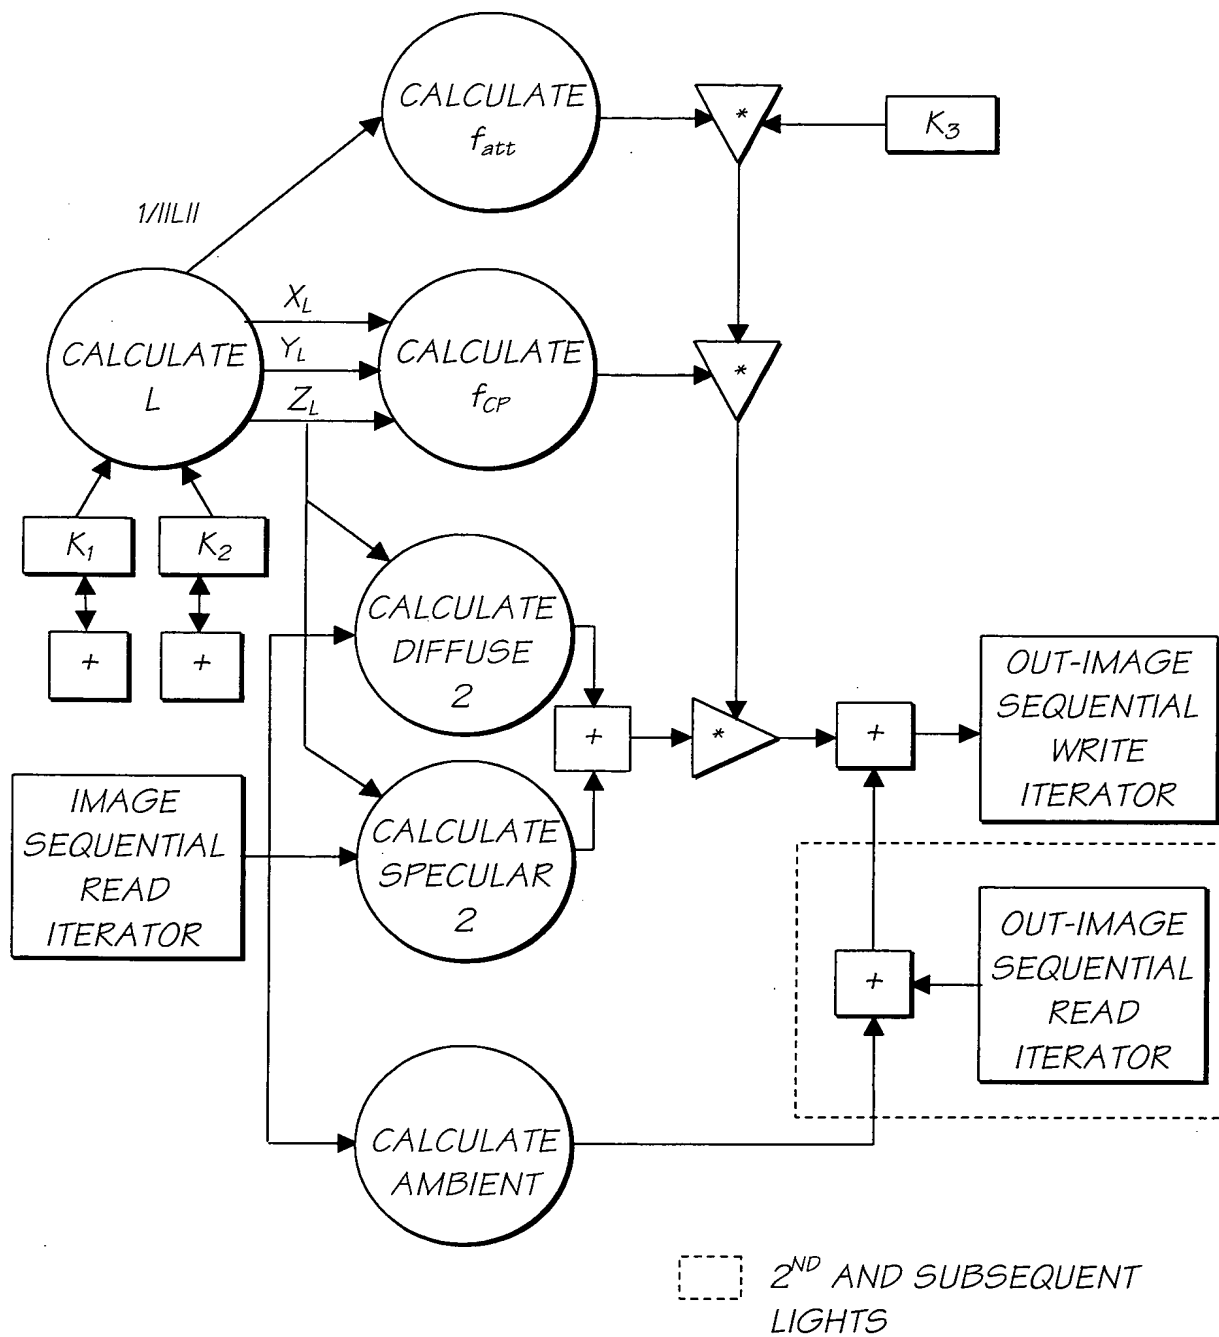 CALCULATE
f_att
*
K_3
1/||L||
CALCULATE
L
X_L
Y_L
Z_L
CALCULATE
f_CP
*
K_1
K_2
+
+
CALCULATE
DIFFUSE
2
+
*
+
OUT-IMAGE
SEQUENTIAL
WRITE
ITERATOR
IMAGE
SEQUENTIAL
READ
ITERATOR
CALCULATE
SPECULAR
2
+
OUT-IMAGE
SEQUENTIAL
READ
ITERATOR
CALCULATE
AMBIENT
2^ND AND SUBSEQUENT
LIGHTS